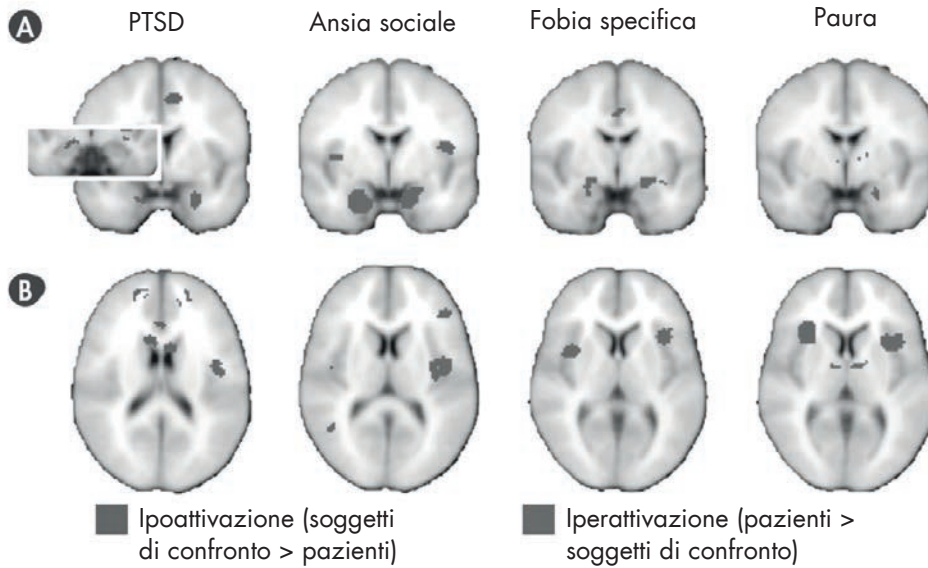 A
PTSD
Ansia sociale
Fobia specifica
Paura
B
Ipoattivazione (soggetti
di confronto > pazienti)
Iperattivazione (pazienti >
soggetti di confronto)